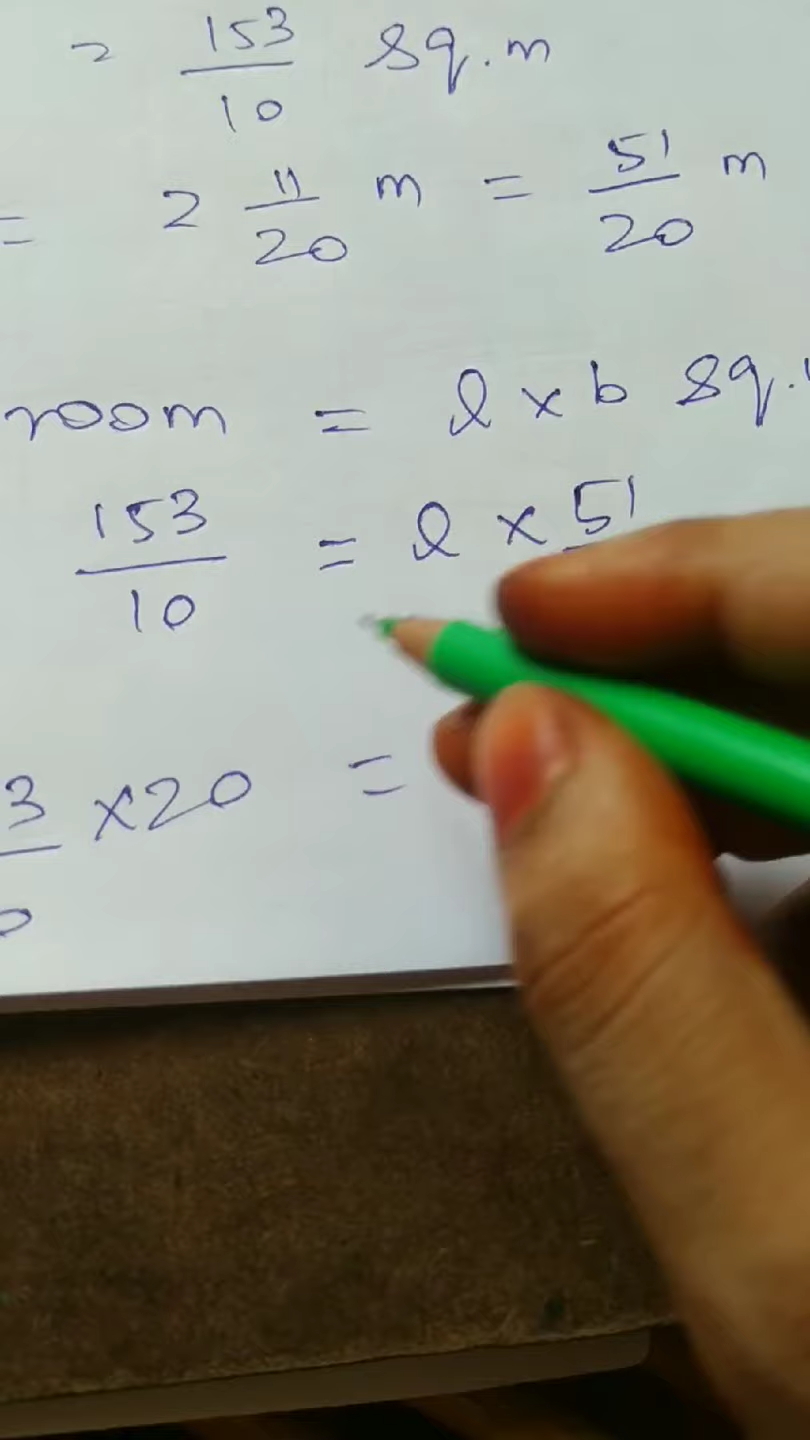 = 153/10 sq.m
= 2 11/20 m = 51/20 m
room = l × b sq.
153/10 = l × 51
3 × 20 =